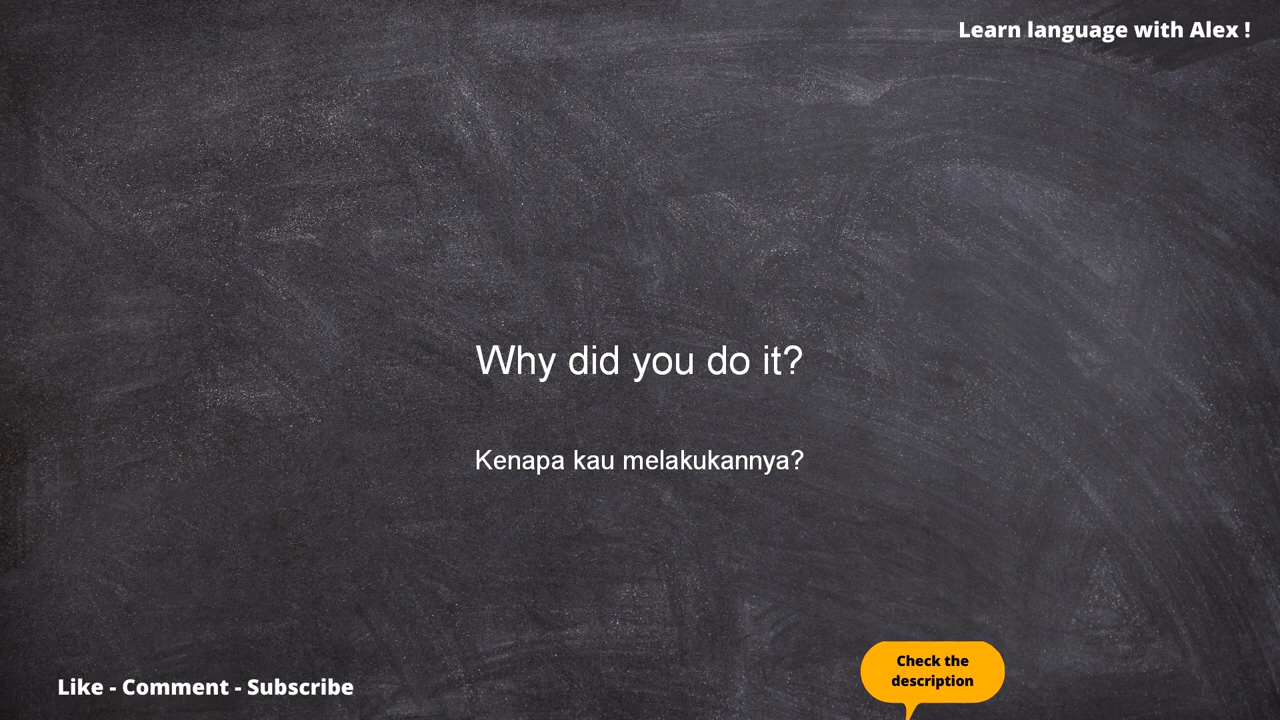 Learn language with Alex !
Why did you do it?
Kenapa kau melakukannya?
Like - Comment - Subscribe
Check the
description